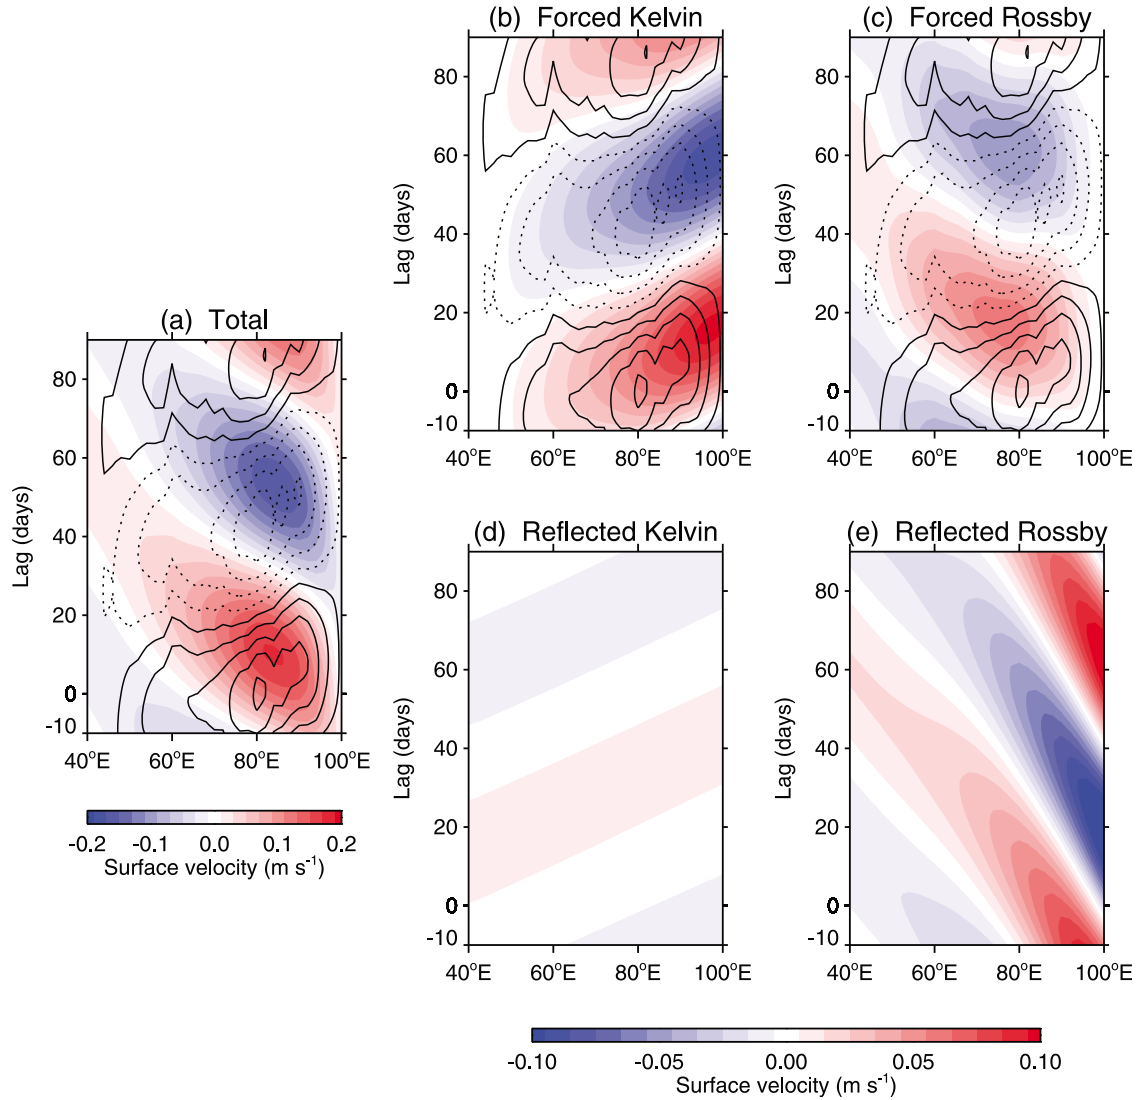 (b) Forced Kelvin
(c) Forced Rossby
80
60
40
20
0
-10
Lag (days)
40°E 60°E 80°E 100°E
80
60
40
20
0
-10
Lag (days)
40°E 60°E 80°E 100°E
(a) Total
80
60
40
20
0
-10
Lag (days)
40°E 60°E 80°E 100°E
-0.2 -0.1 0.0 0.1 0.2
Surface velocity (m s⁻¹)
(d) Reflected Kelvin
(e) Reflected Rossby
80
60
40
20
0
-10
Lag (days)
40°E 60°E 80°E 100°E
80
60
40
20
0
-10
Lag (days)
40°E 60°E 80°E 100°E
-0.10 -0.05 0.00 0.05 0.10
Surface velocity (m s⁻¹)